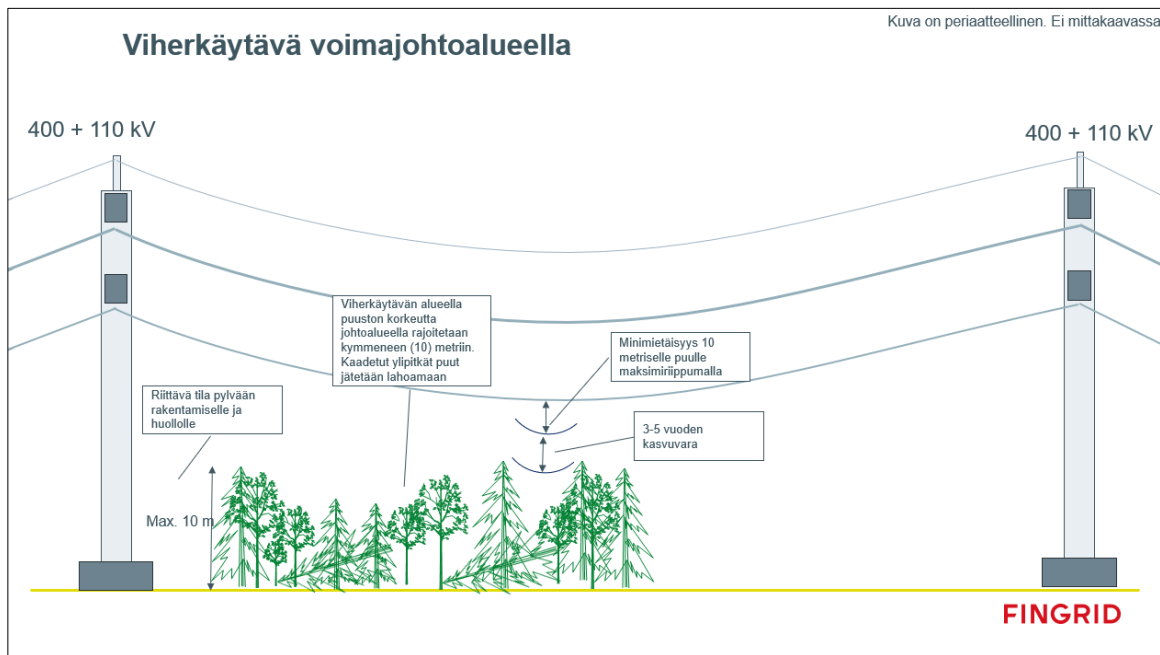 Kuva on periaatteellinen. Ei mittakaavassa
Viherkäytävä voimajohtoalueella
400 + 110 kV
400 + 110 kV
Viherkäytävän alueella
puuston korkeutta
johtoalueella rajoitetaan
kymmeneen (10) metriin.
Kaadetut ylipitkät puut
jätetään lahoamaan
Minimietäisyys 10
metriselle puulle
maksimiriippumalla
Riittävä tila pylvään
rakentamiselle ja
huollolle
3-5 vuoden
kasvuvara
Max. 10 m
FINGRID